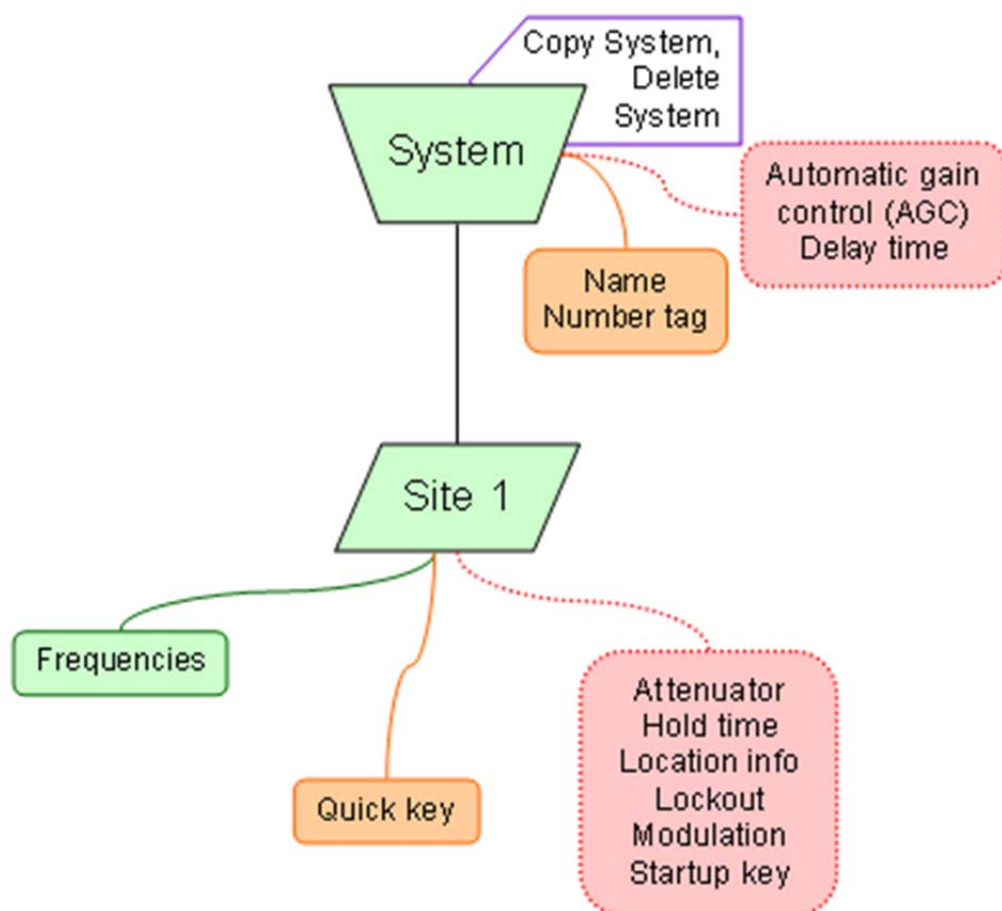 Copy System,
Delete
System
System
Automatic gain
control (AGC)
Delay time
Name
Number tag
Site 1
Frequencies
Quick key
Attenuator
Hold time
Location info
Lockout
Modulation
Startup key